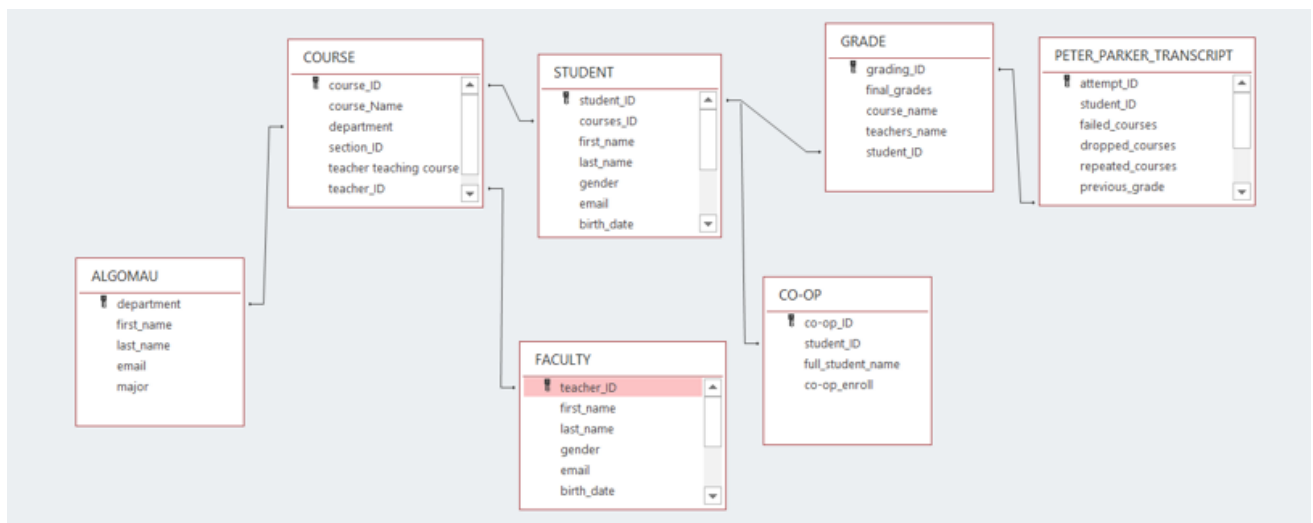 COURSE
course_ID
course_Name
department
section_ID
teacher teaching course
teacher_ID
STUDENT
student_ID
courses_ID
first_name
last_name
gender
email
birth_date
GRADE
grading_ID
final_grades
course_name
teachers_name
student_ID
PETER_PARKER_TRANSCRIPT
attempt_ID
student_ID
failed_courses
dropped_courses
repeated_courses
previous_grade
ALGOMAU
department
first_name
last_name
email
major
FACULTY
teacher_ID
first_name
last_name
gender
email
birth_date
CO-OP
co-op_ID
student_ID
full_student_name
co-op_enroll